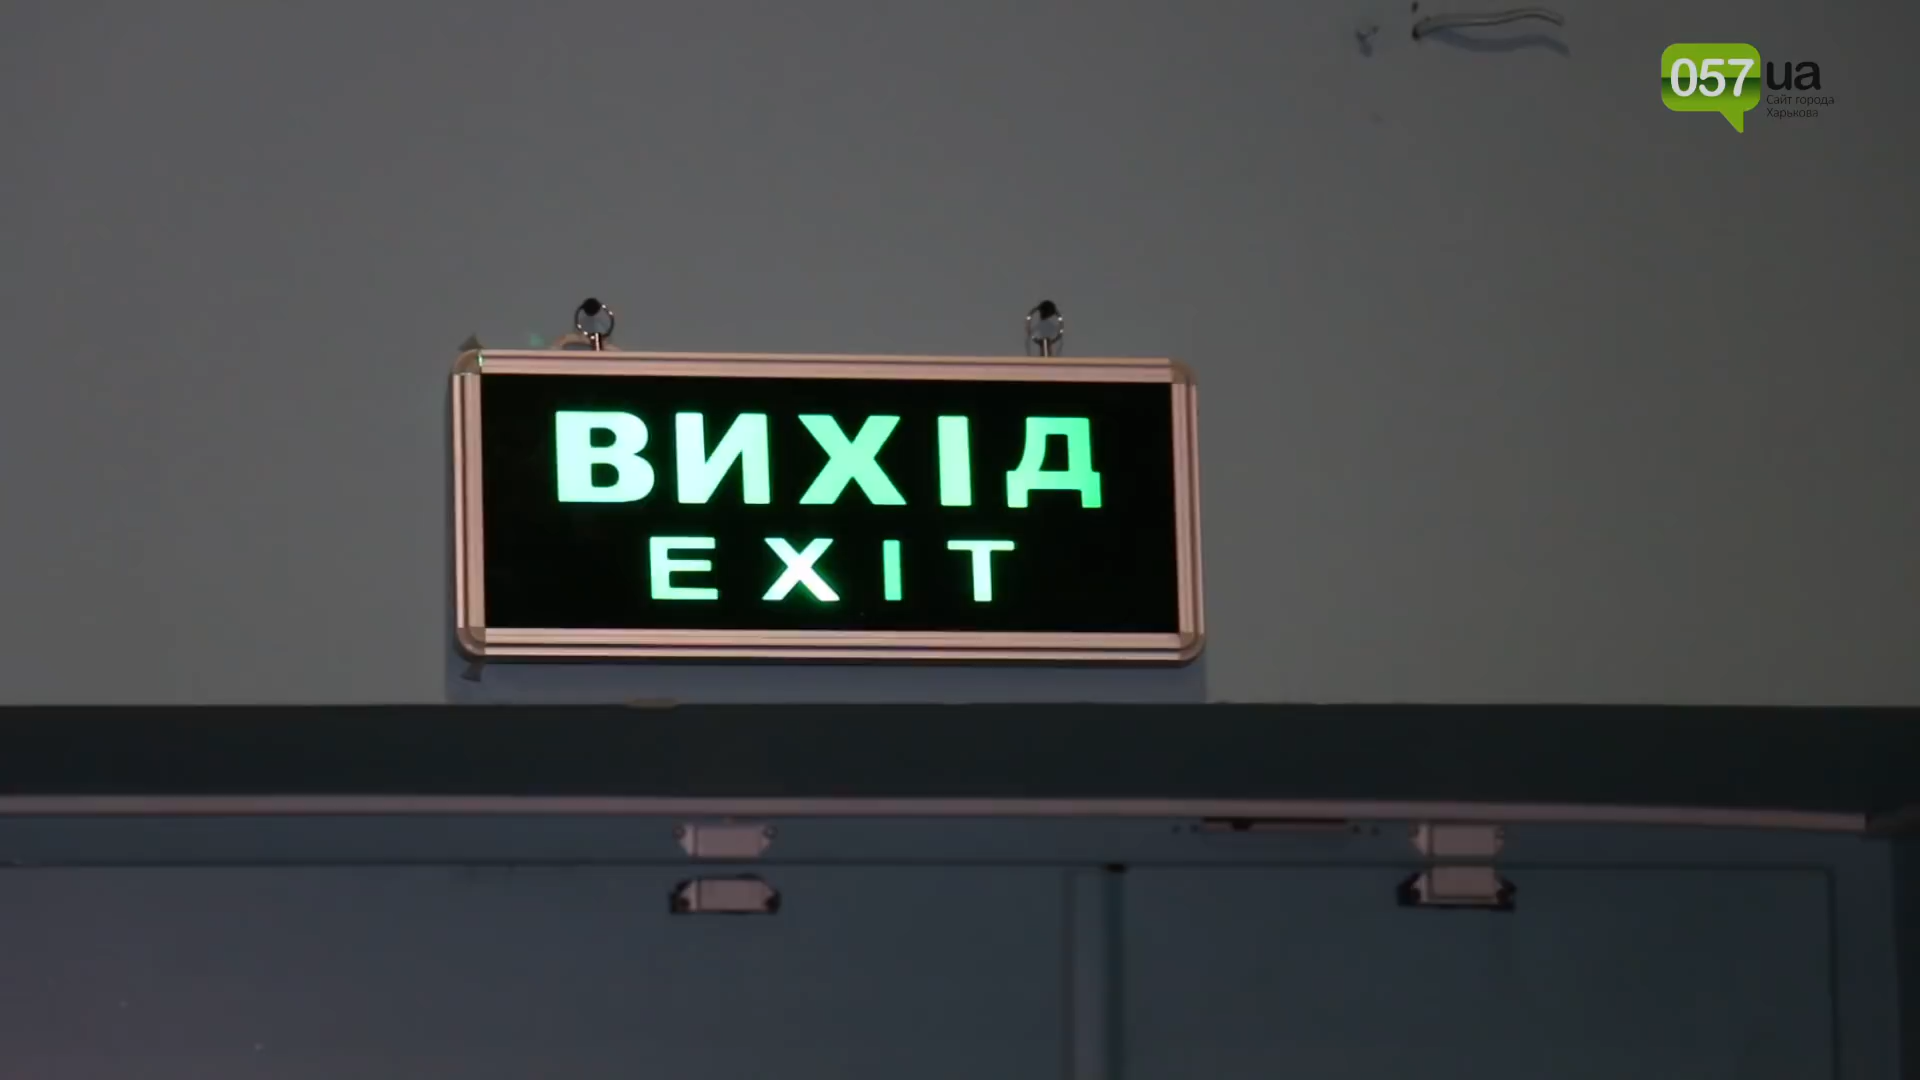 057 ua
Сайт города
Харькова
ВИХІД
EXIT